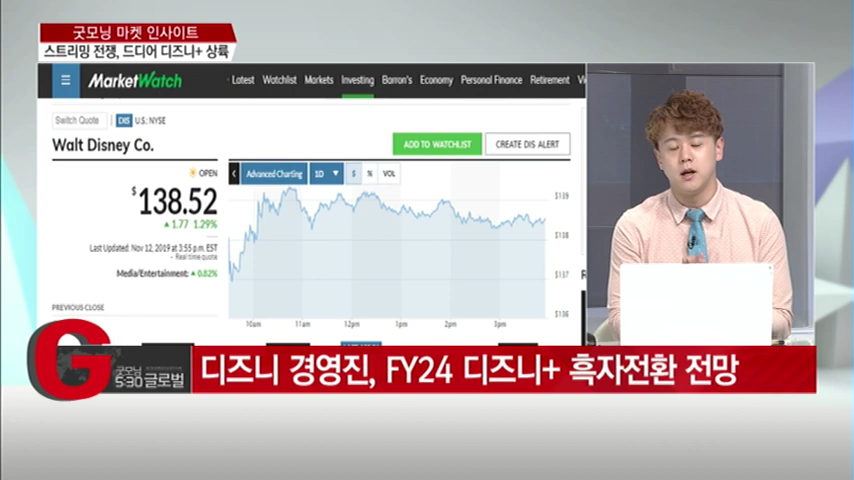 굿모닝 마켓 인사이트
스트리밍 전쟁, 드디어 디즈니+ 상륙
MarketWatch
Latest Watchlist Markets Investing Barron's Economy Personal Finance Retirement
Switch Quote DIS U.S.: NYSE
Walt Disney Co.
ADD TO WATCHLIST CREATE DIS ALERT
OPEN
Advanced Charting 1D $ % VOL
$138.52
1.77 1.29%
Last Updated: Nov 12, 2019 at 3:55 p.m. EST
Real time quote
Media/Entertainment: 0.82%
PREVIOUS CLOSE
$139
$138
$137
$136
10am 11am 12pm 1pm 2pm 3pm
G
굿모닝
5:30 글로벌
디즈니 경영진, FY24 디즈니+ 흑자전환 전망